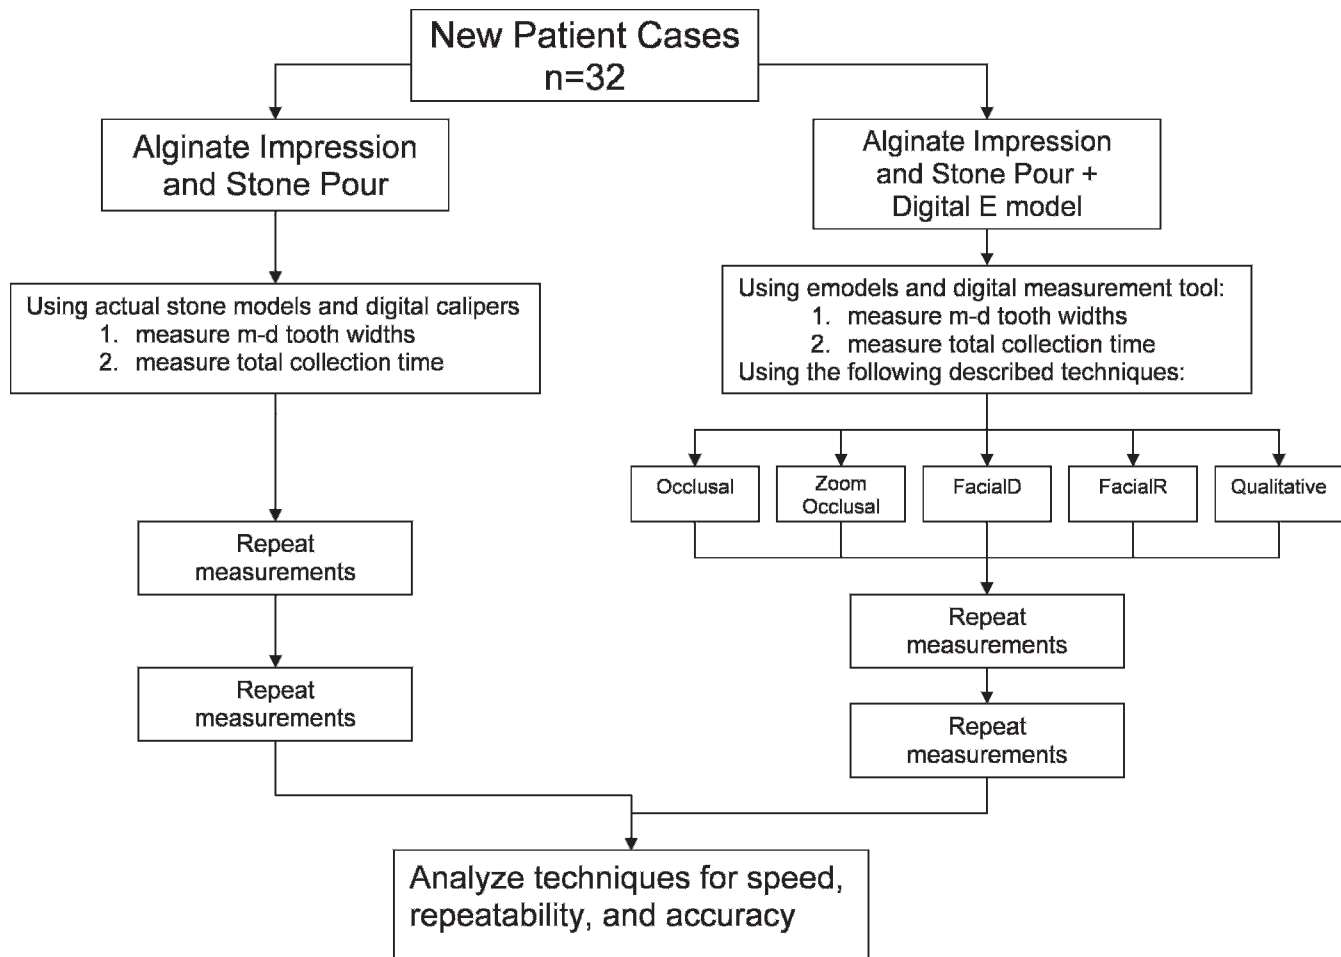 New Patient Cases
n=32
Alginate Impression
and Stone Pour
Alginate Impression
and Stone Pour +
Digital E model
Using actual stone models and digital calipers
1. measure m-d tooth widths
2. measure total collection time
Using emodels and digital measurement tool:
1. measure m-d tooth widths
2. measure total collection time
Using the following described techniques:
Occlusal
Zoom
Occlusal
FacialD
FacialR
Qualitative
Repeat
measurements
Repeat
measurements
Repeat
measurements
Repeat
measurements
Analyze techniques for speed,
repeatability, and accuracy